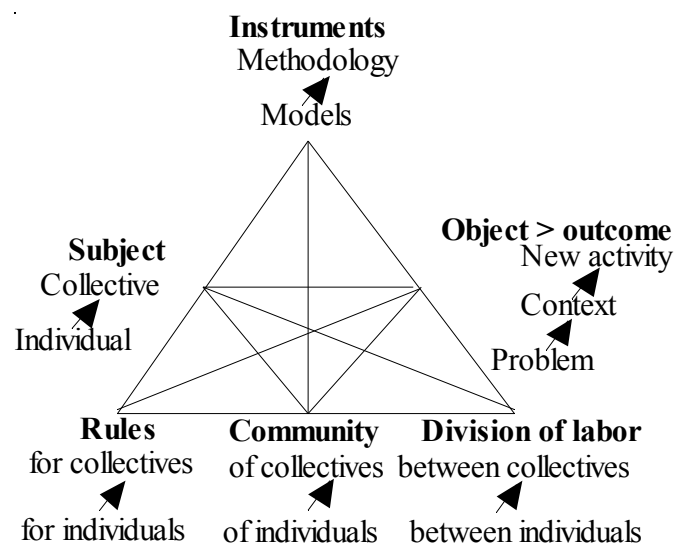 Instruments
Methodology
Models
Subject
Collective
Individual
Object > outcome
New activity
Context
Problem
Rules
for collectives
for individuals
Community
of collectives
of individuals
Division of labor
between collectives
between individuals